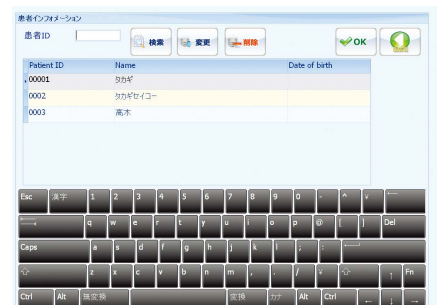 患者インフォメーション
患者ID 検索 変更 削除 OK
Patient ID Name Date of birth
00001 タカギ
0002 タカギセイコー
0003 高木
Esc 漢字 1 2 3 4 5 6 7 8 9 0 - ^ ¥
q w e r t y u i o p @ [ ] Del
Caps a s d f g h j k l ; :
z x c v b n m , . / ¥ Fn
Ctrl Alt 無変換 変換 カナ Alt Ctrl